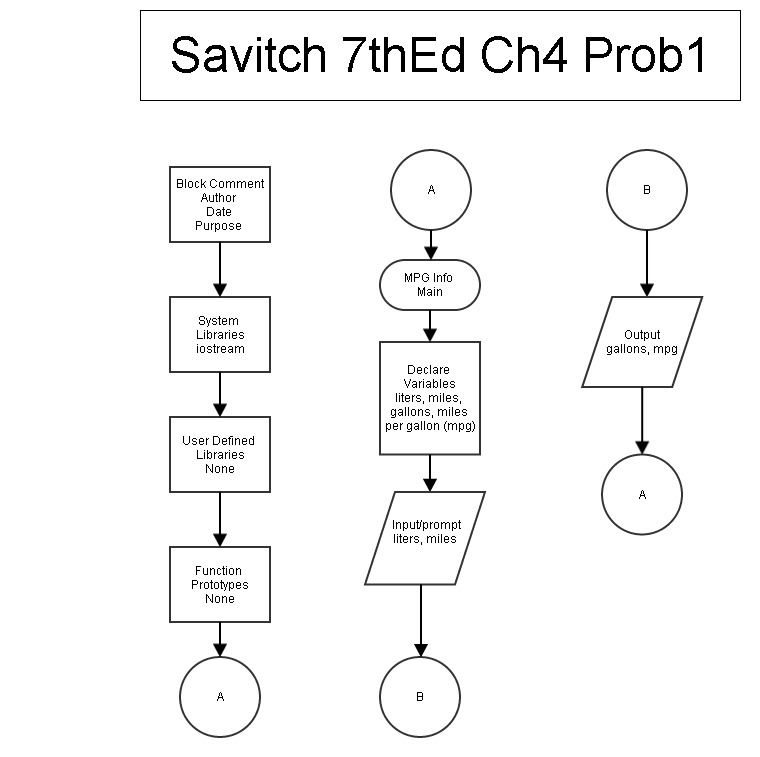 Savitch 7thEd Ch4 Prob1
Block Comment
Author
Date
Purpose
System
Libraries
iostream
User Defined
Libraries
None
Function
Prototypes
None
A
A
MPG Info
Main
Declare
Variables
liters, miles,
gallons, miles
per gallon (mpg)
Input/prompt
liters, miles
B
B
Output
gallons, mpg
A